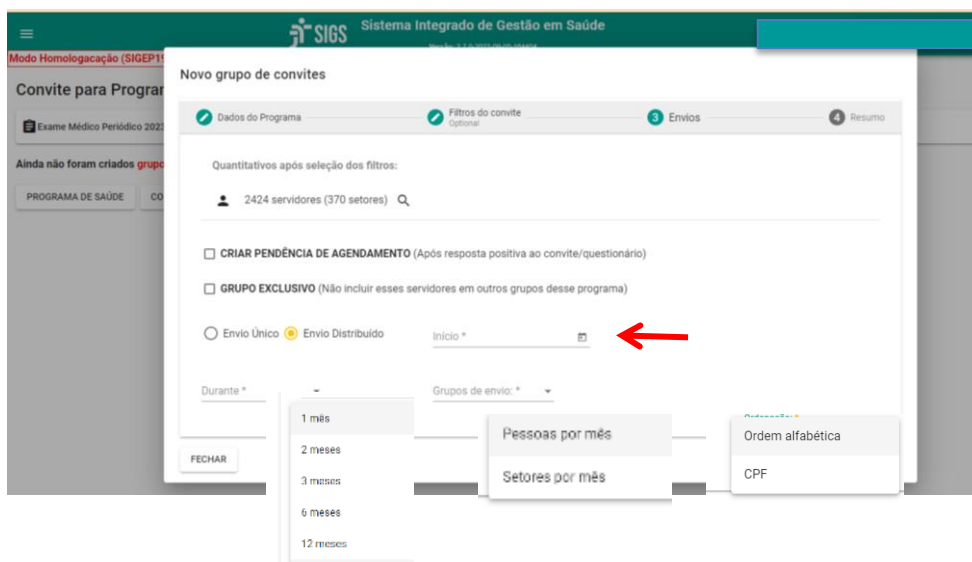 SIGS
Sistema Integrado de Gestão em Saúde
Modo Homologacação (SIGEP1
Novo grupo de convites
Convite para Prograr
Dados do Programa
Filtros do convite
Optional
3 Envios
4 Resumo
Exame Médico Periódico 202
Ainda não foram criados grupo
Quantitativos após seleção dos filtros:
PROGRAMA DE SAÚDE
CO
2424 servidores (370 setores)
CRIAR PENDÊNCIA DE AGENDAMENTO (Após resposta positiva ao convite/questionário)
GRUPO EXCLUSIVO (Não incluir esses servidores em outros grupos desse programa)
Envio Único Envio Distribuído
Início *
Durante *
Grupos de envio: *
1 mês
2 meses
3 meses
6 meses
12 meses
Pessoas por mês
Setores por mês
Ordem alfabética
CPF
FECHAR